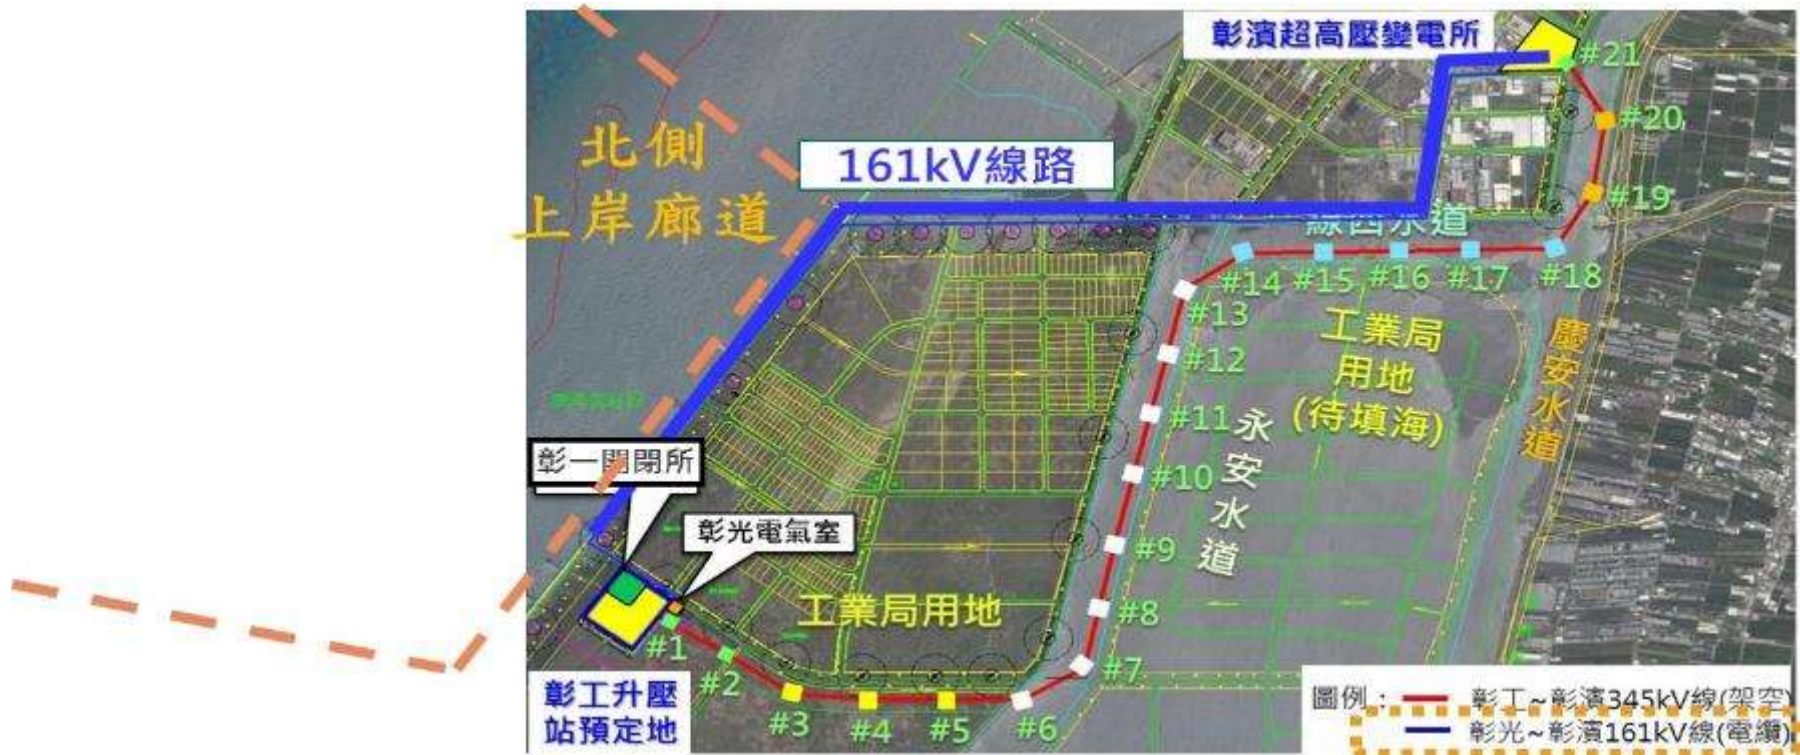 彰濱超高壓變電所
#21
#20
北側
上岸廊道
161kV線路
#19
線西水道
#14
#15
#16
#17
#18
#13
工業局
用地
(待填海)
慶安水道
#12
#11
永安水道
彰一開閉所
#10
彰光電氣室
#9
工業局用地
#8
#1
#2
#7
彰工升壓
站預定地
#3
#4
#5
#6
圖例：
彰工~彰濱345kV線(架空)
彰光~彰濱161kV線(電纜)